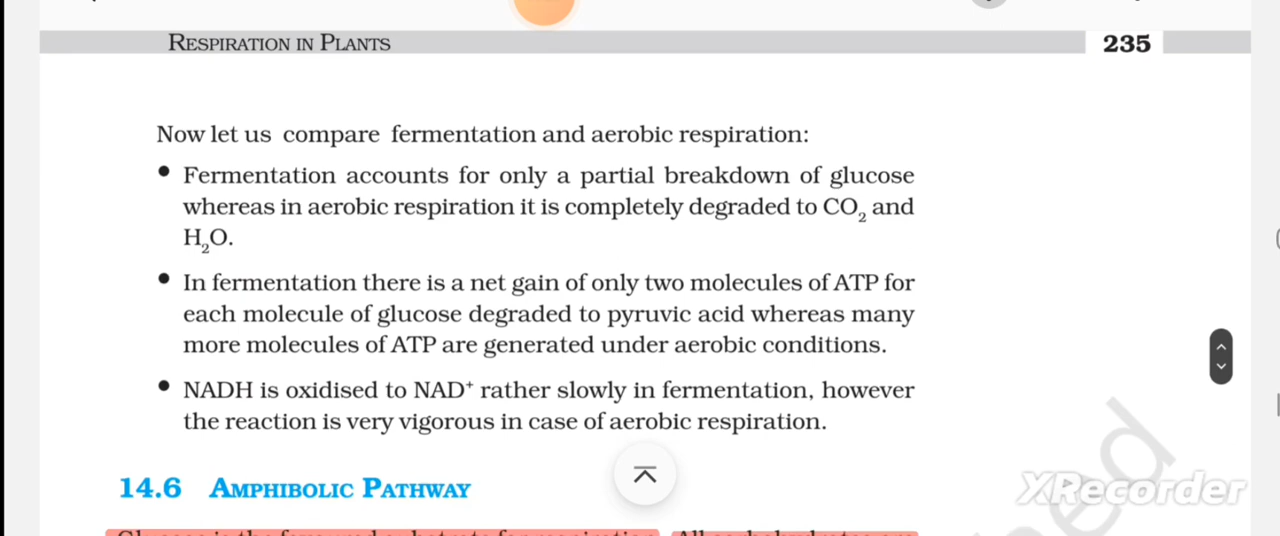 RESPIRATION IN PLANTS 235
Now let us compare fermentation and aerobic respiration:
• Fermentation accounts for only a partial breakdown of glucose
whereas in aerobic respiration it is completely degraded to CO₂ and
H₂O.
• In fermentation there is a net gain of only two molecules of ATP for
each molecule of glucose degraded to pyruvic acid whereas many
more molecules of ATP are generated under aerobic conditions.
• NADH is oxidised to NAD⁺ rather slowly in fermentation, however
the reaction is very vigorous in case of aerobic respiration.
14.6 AMPHIBOLIC PATHWAY
XRecorder